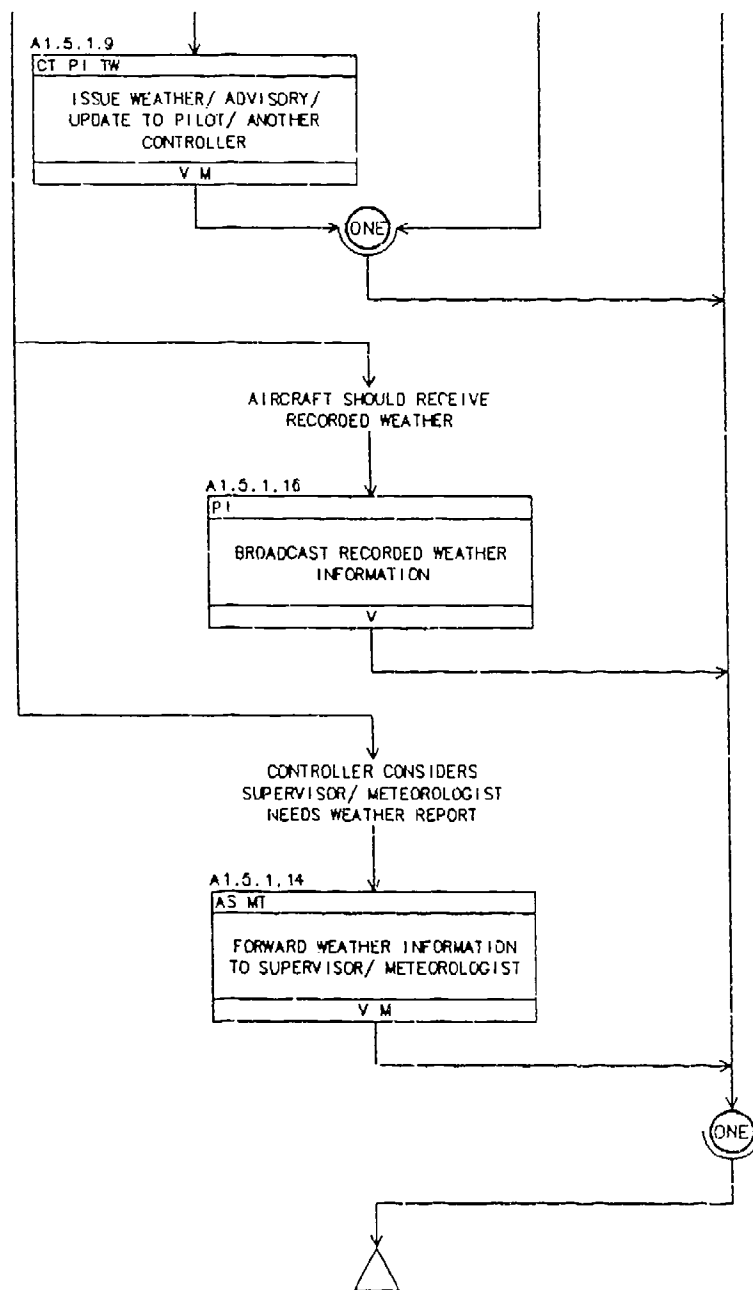 A1.5.1.9
CT PI TW
ISSUE WEATHER/ ADVISORY/
UPDATE TO PILOT/ ANOTHER
CONTROLLER
V M
ONE
AIRCRAFT SHOULD RECEIVE
RECORDED WEATHER
A1.5.1.16
PI
BROADCAST RECORDED WEATHER
INFORMATION
V
CONTROLLER CONSIDERS
SUPERVISOR/ METEOROLOGIST
NEEDS WEATHER REPORT
A1.5.1.14
AS MT
FORWARD WEATHER INFORMATION
TO SUPERVISOR/ METEOROLOGIST
V M
ONE